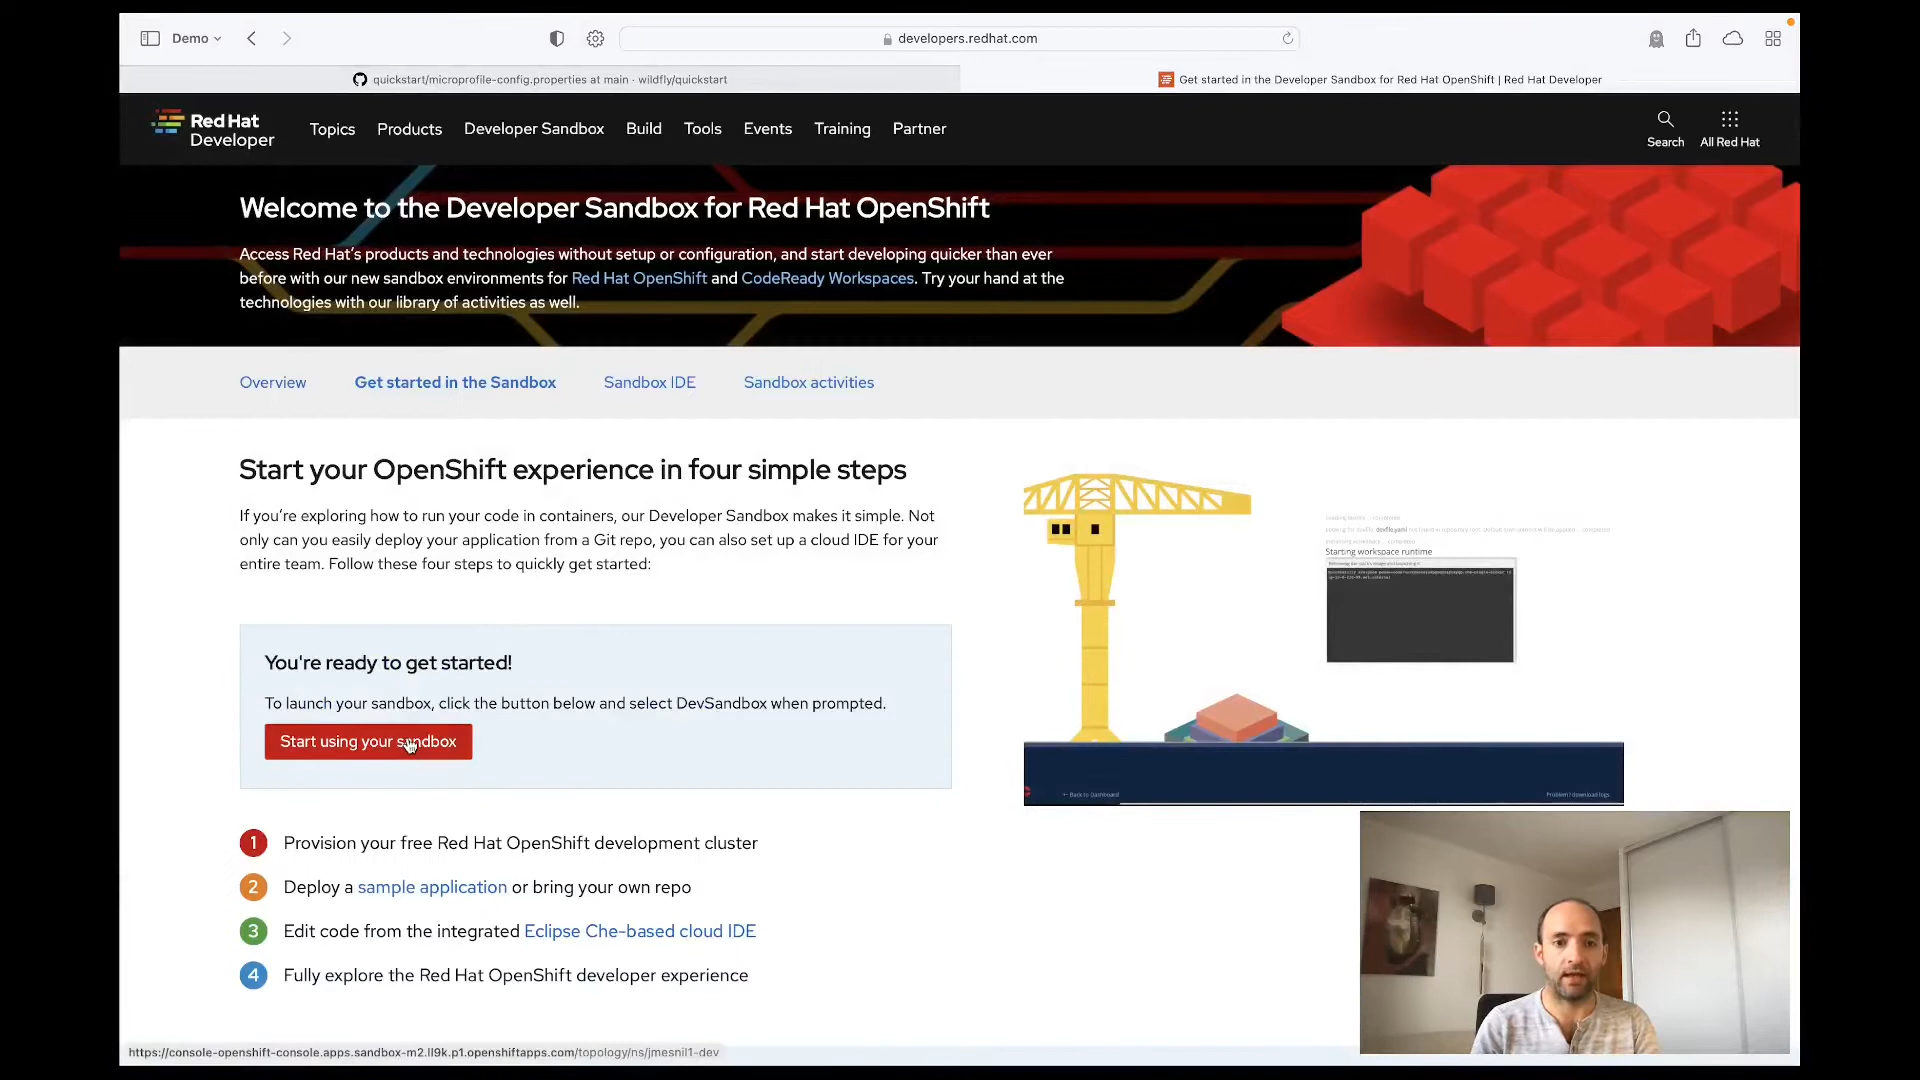 Demo
developers.redhat.com
quickstart/microprofile-config.properties at main · wildfly/quickstart
Get started in the Developer Sandbox for Red Hat OpenShift | Red Hat Developer
Red Hat
Developer
Topics Products Developer Sandbox Build Tools Events Training Partner
Search
All Red Hat
Welcome to the Developer Sandbox for Red Hat OpenShift
Access Red Hat's products and technologies without setup or configuration, and start developing quicker than ever
before with our new sandbox environments for Red Hat OpenShift and CodeReady Workspaces. Try your hand at the
technologies with our library of activities as well.
Overview Get started in the Sandbox Sandbox IDE Sandbox activities
Start your OpenShift experience in four simple steps
If you're exploring how to run your code in containers, our Developer Sandbox makes it simple. Not
only can you easily deploy your application from a Git repo, you can also set up a cloud IDE for your
entire team. Follow these four steps to quickly get started:
You're ready to get started!
To launch your sandbox, click the button below and select DevSandbox when prompted.
Start using your sandbox
1 Provision your free Red Hat OpenShift development cluster
2 Deploy a sample application or bring your own repo
3 Edit code from the integrated Eclipse Che-based cloud IDE
4 Fully explore the Red Hat OpenShift developer experience
Starting workspace runtime
← Back to Dashboard
Problem? download logs
https://console-openshift-console.apps.sandbox-m2.ll9k.p1.openshiftapps.com/topology/ns/jmesnil1-dev